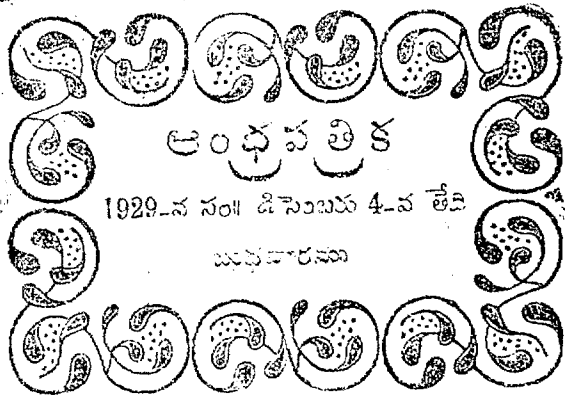 ఆంధ్రపత్రిక
1929-న సం॥ డిసెంబరు 4-వ తేది
బుధవారము